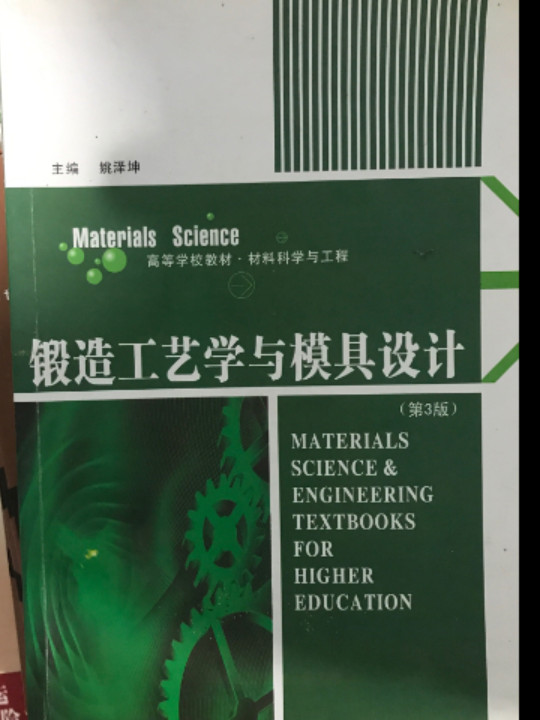 主编 姚泽坤
Materials Science
高等学校教材·材料科学与工程
锻造工艺学与模具设计
(第3版)
MATERIALS
SCIENCE &
ENGINEERING
TEXTBOOKS
FOR
HIGHER
EDUCATION